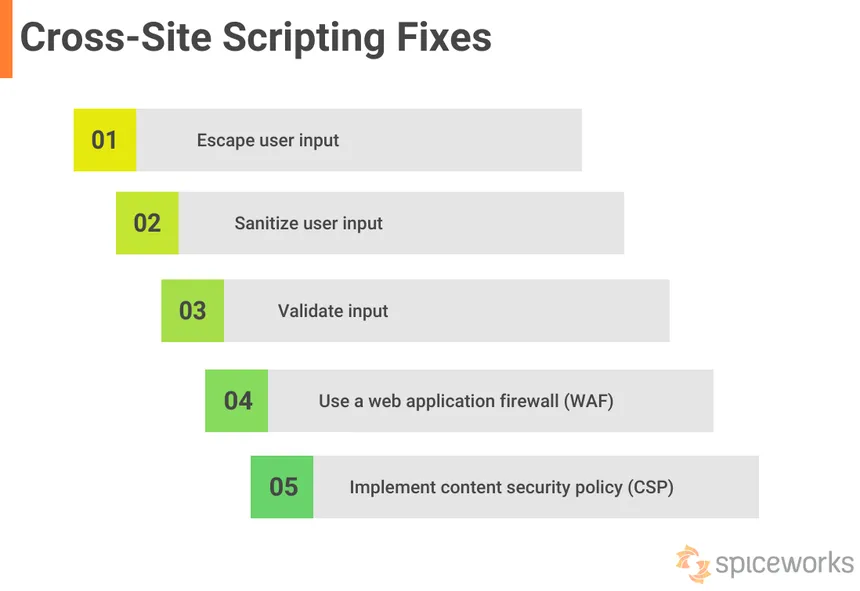 Cross-Site Scripting Fixes
01 Escape user input
02 Sanitize user input
03 Validate input
04 Use a web application firewall (WAF)
05 Implement content security policy (CSP)
spiceworks